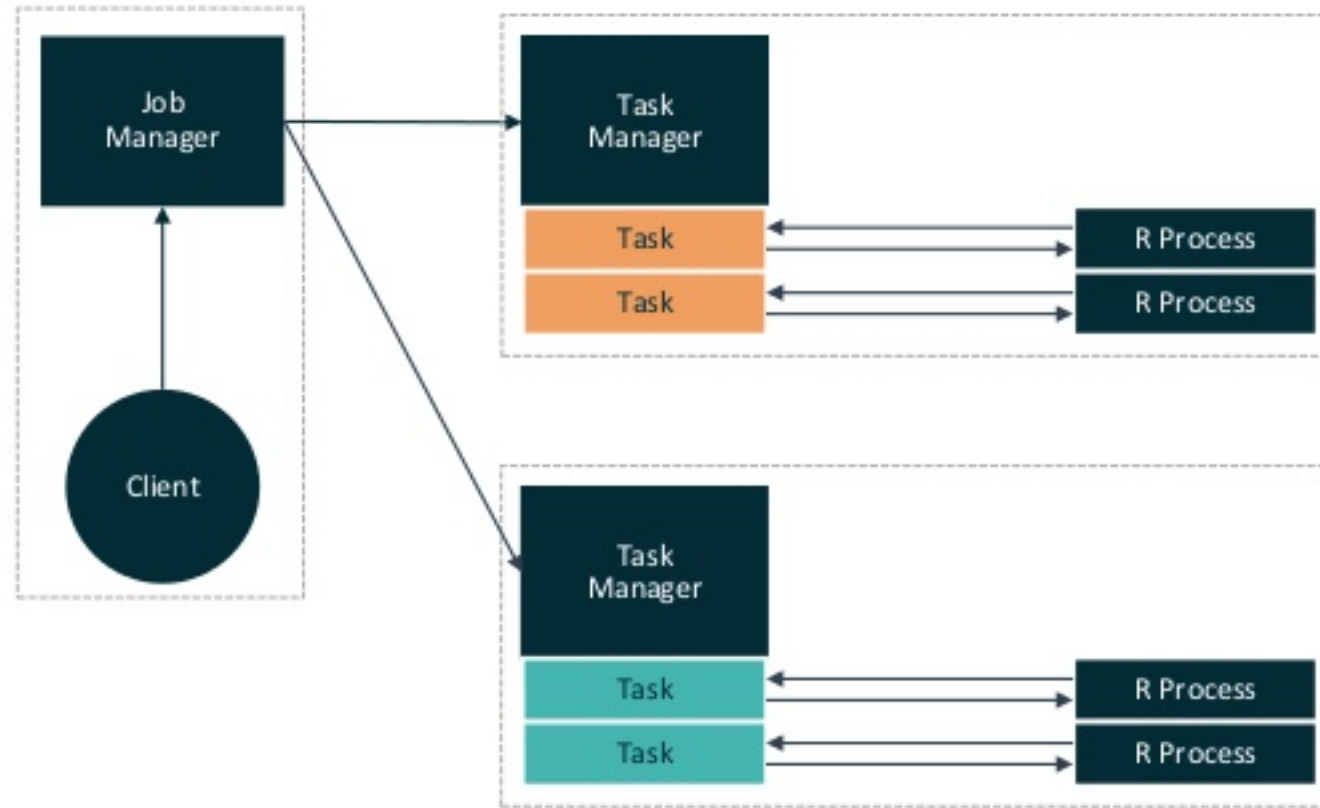 Job
Manager
Task
Manager
Task
R Process
Task
R Process
Client
Task
Manager
Task
R Process
Task
R Process